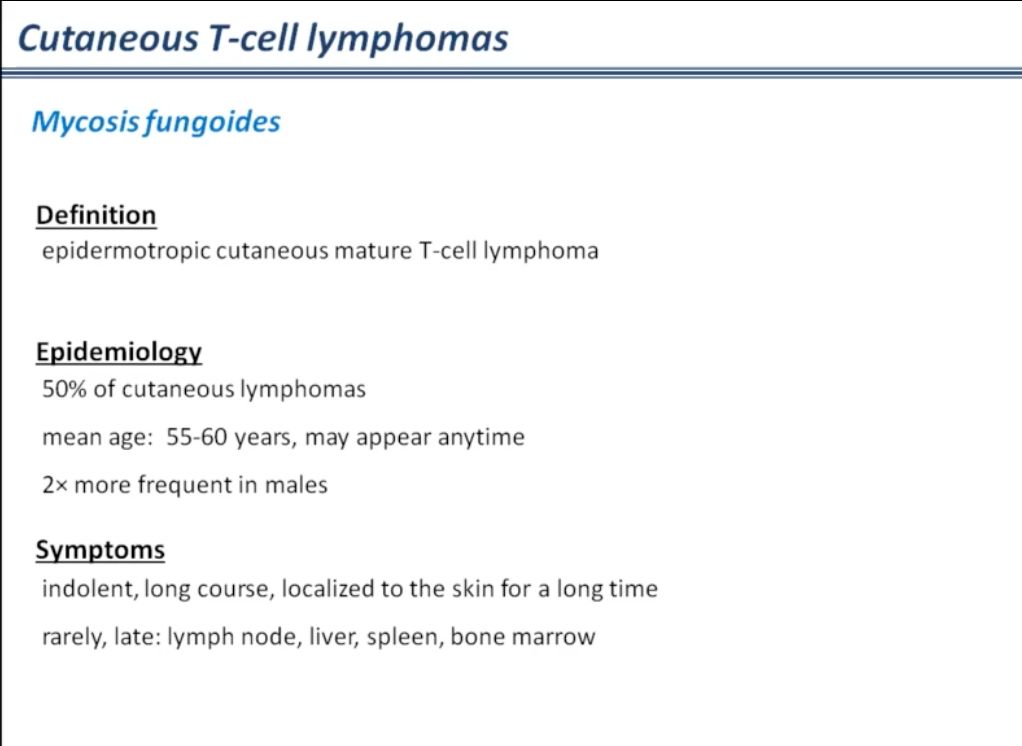 Cutaneous T-cell lymphomas
Mycosis fungoides
Definition
epidermotropic cutaneous mature T-cell lymphoma
Epidemiology
50% of cutaneous lymphomas
mean age: 55-60 years, may appear anytime
2× more frequent in males
Symptoms
indolent, long course, localized to the skin for a long time
rarely, late: lymph node, liver, spleen, bone marrow